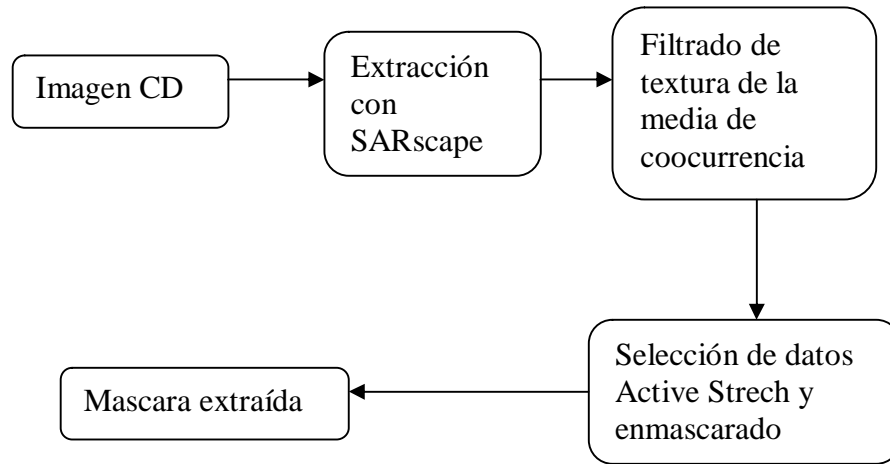 Imagen CD
Extracción
con
SARscape
Filtrado de
textura de la
media de
coocurrencia
Selección de datos
Active Strech y
enmascarado
Mascara extraída